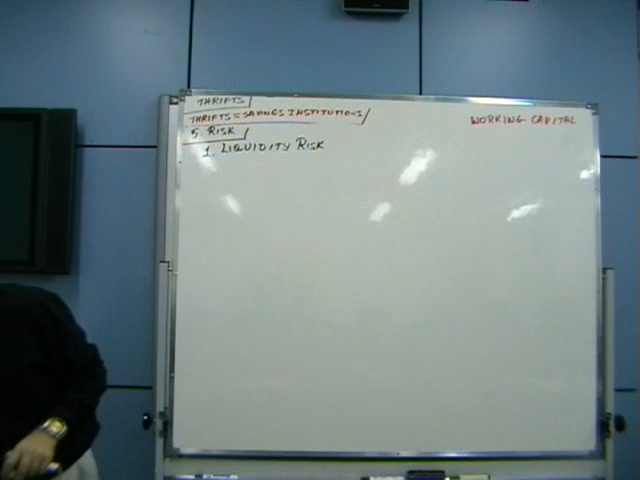 THRIFTS
THRIFTS = SAVINGS INSTITUTIONS
WORKING CAPITAL
5. RISK
1. LIQUIDITY RISK